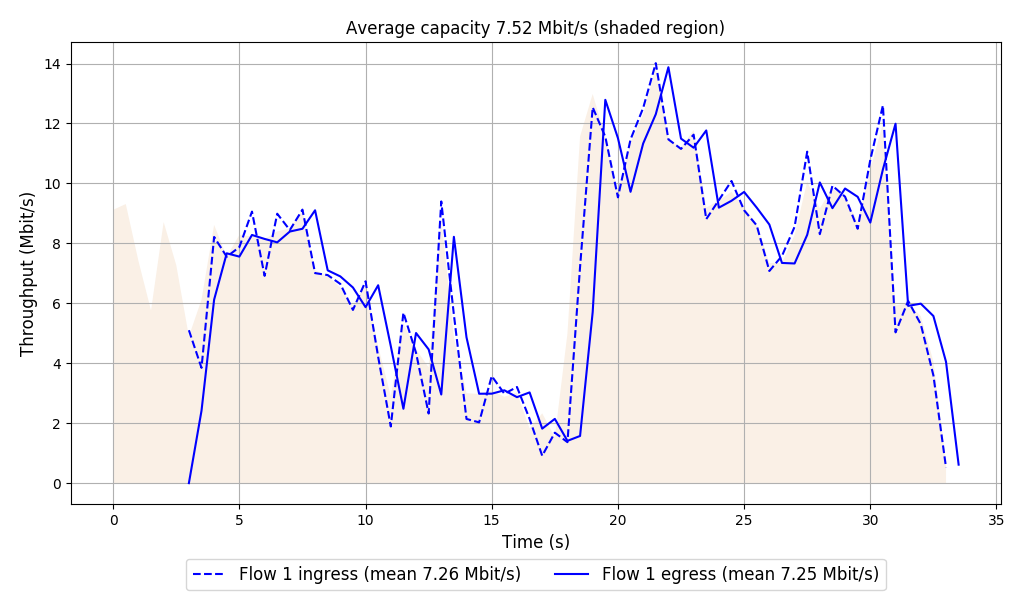 Average capacity 7.52 Mbit/s (shaded region)
14
12
10
8
6
4
2
0
Throughput (Mbit/s)
0 5 10 15 20 25 30 35
Time (s)
Flow 1 ingress (mean 7.26 Mbit/s) Flow 1 egress (mean 7.25 Mbit/s)